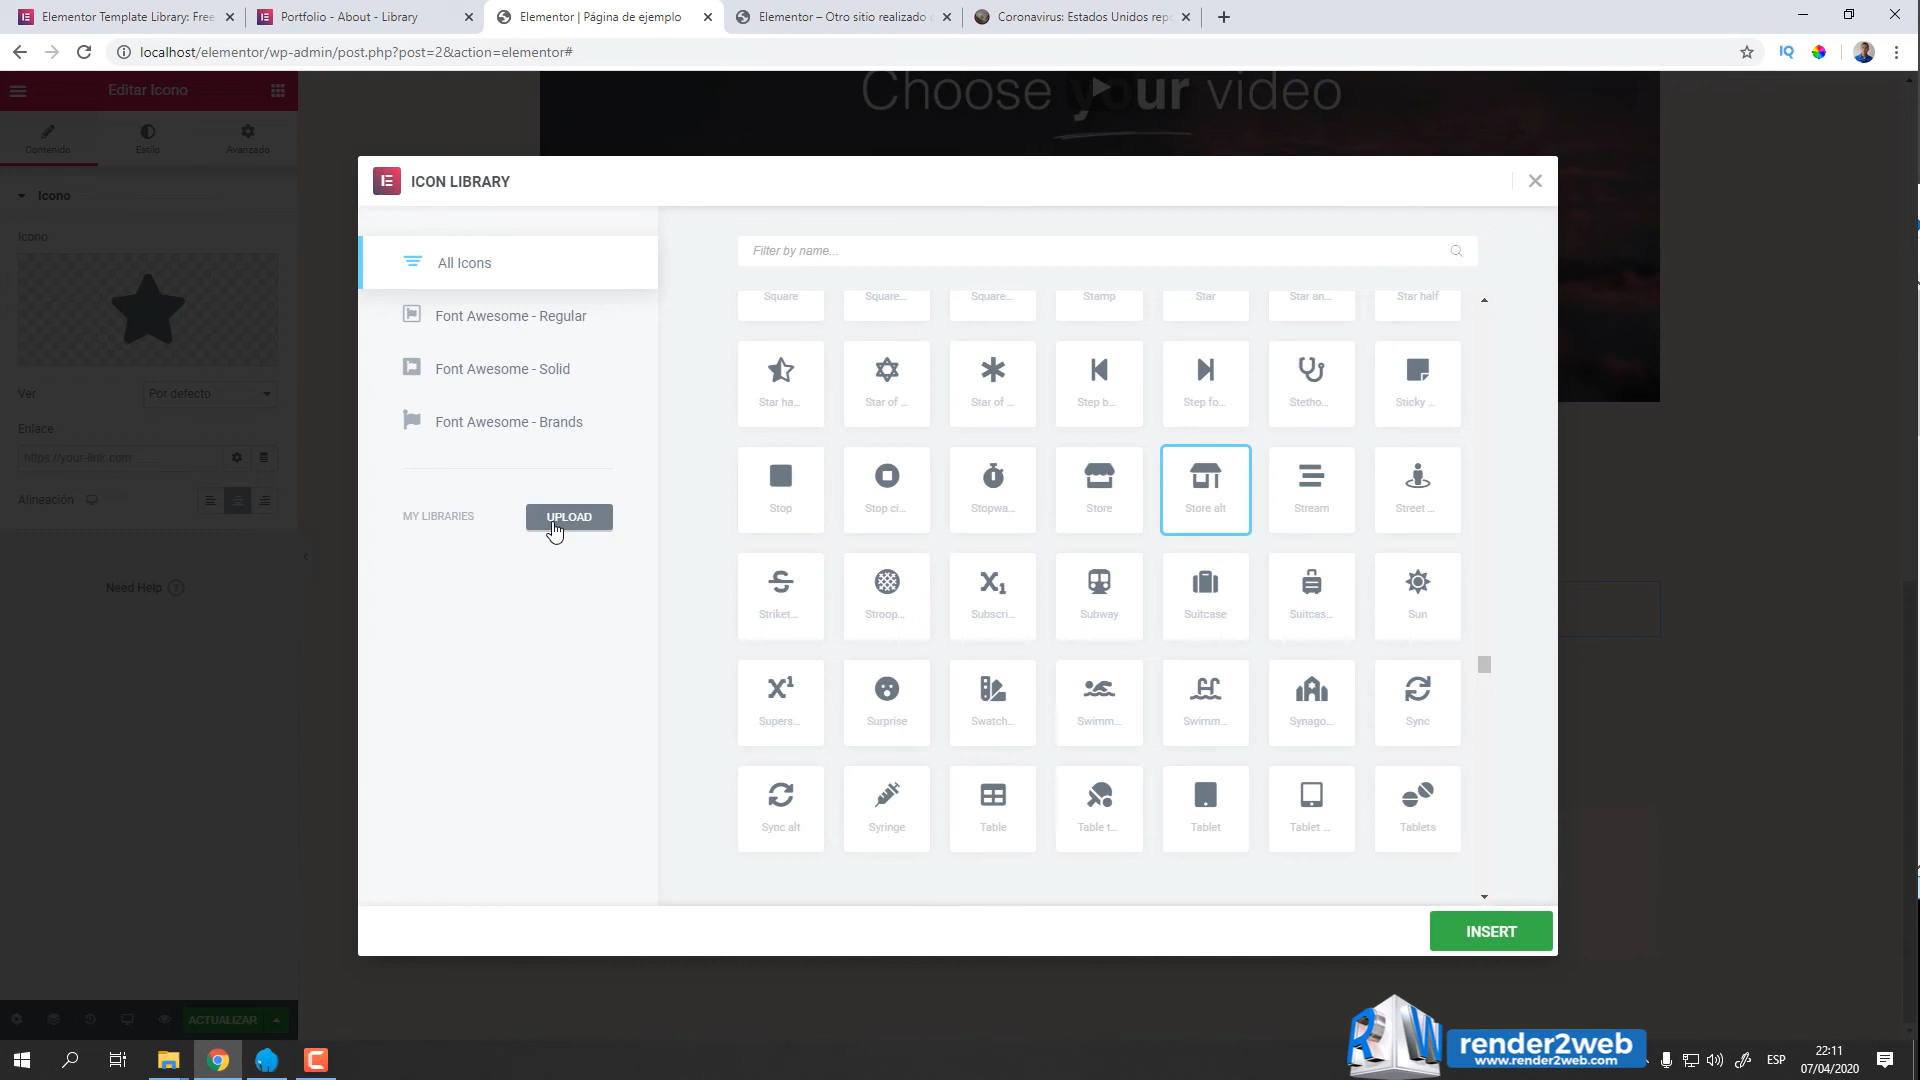 Elementor Template Library: Free
Portfolio - About - Library
Elementor | Página de ejemplo
Elementor – Otro sitio realizado
Coronavirus: Estados Unidos rep
localhost/elementor/wp-admin/post.php?post=2&action=elementor#
Editar Icono
Contenido
Estilo
Avanzado
Icono
Icono
Ver
Por defecto
Enlace
https://your-link.com
Alineación
Need Help
ACTUALIZAR
Choose your video
ICON LIBRARY
All Icons
Font Awesome - Regular
Font Awesome - Solid
Font Awesome - Brands
MY LIBRARIES
UPLOAD
Filter by name...
Square Square... Square... Stamp Star Star an... Star half
Star ha... Star of ... Star of ... Step b... Step fo... Stetho... Sticky ...
Stop Stop ci... Stopwa... Store Store alt Stream Street ...
Striket... Stroop... Subscri... Subway Suitcase Suitcas... Sun
Supers... Surprise Swatch... Swimm... Swimm... Synago... Sync
Sync alt Syringe Table Table t... Tablet Tablet ... Tablets
INSERT
render2web
www.render2web.com
ESP
22:11
07/04/2020